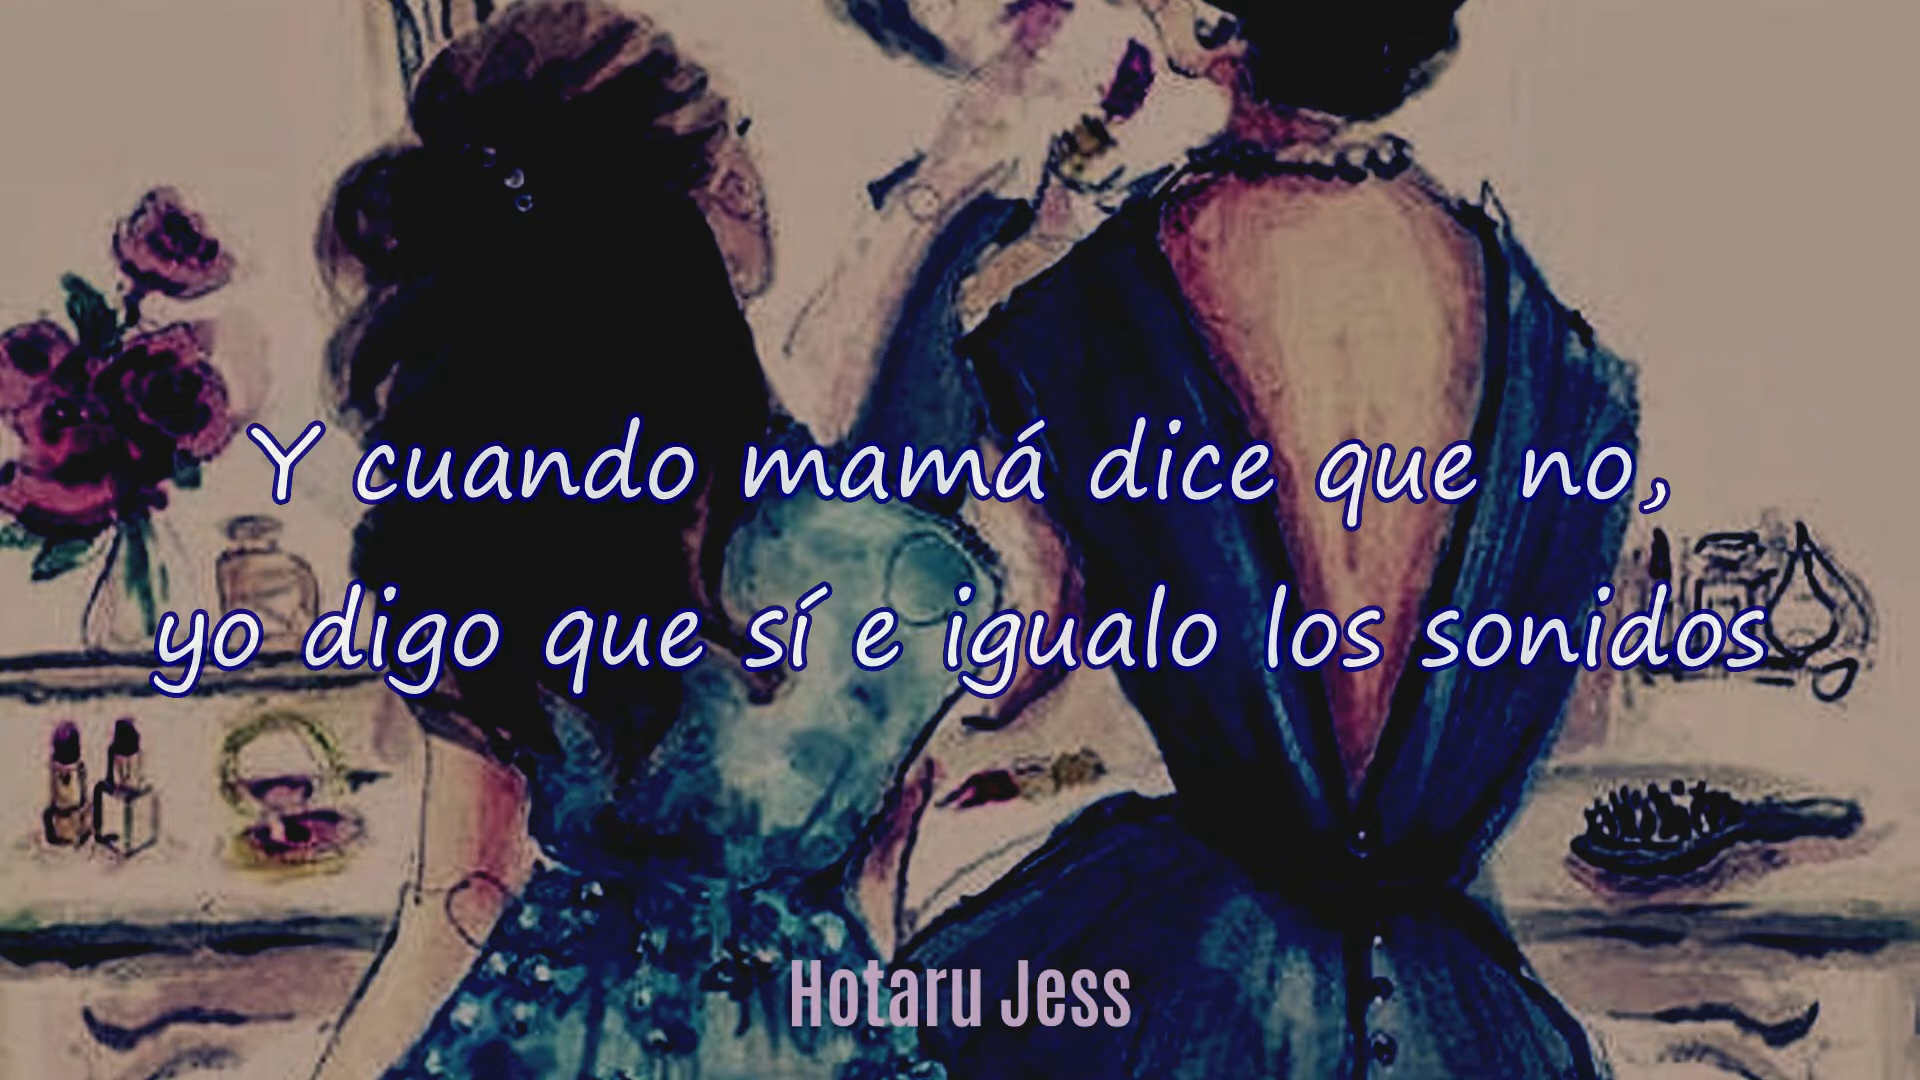 Y cuando mamá dice que no,
yo digo que sí e igualo los sonidos
Hotaru Jess